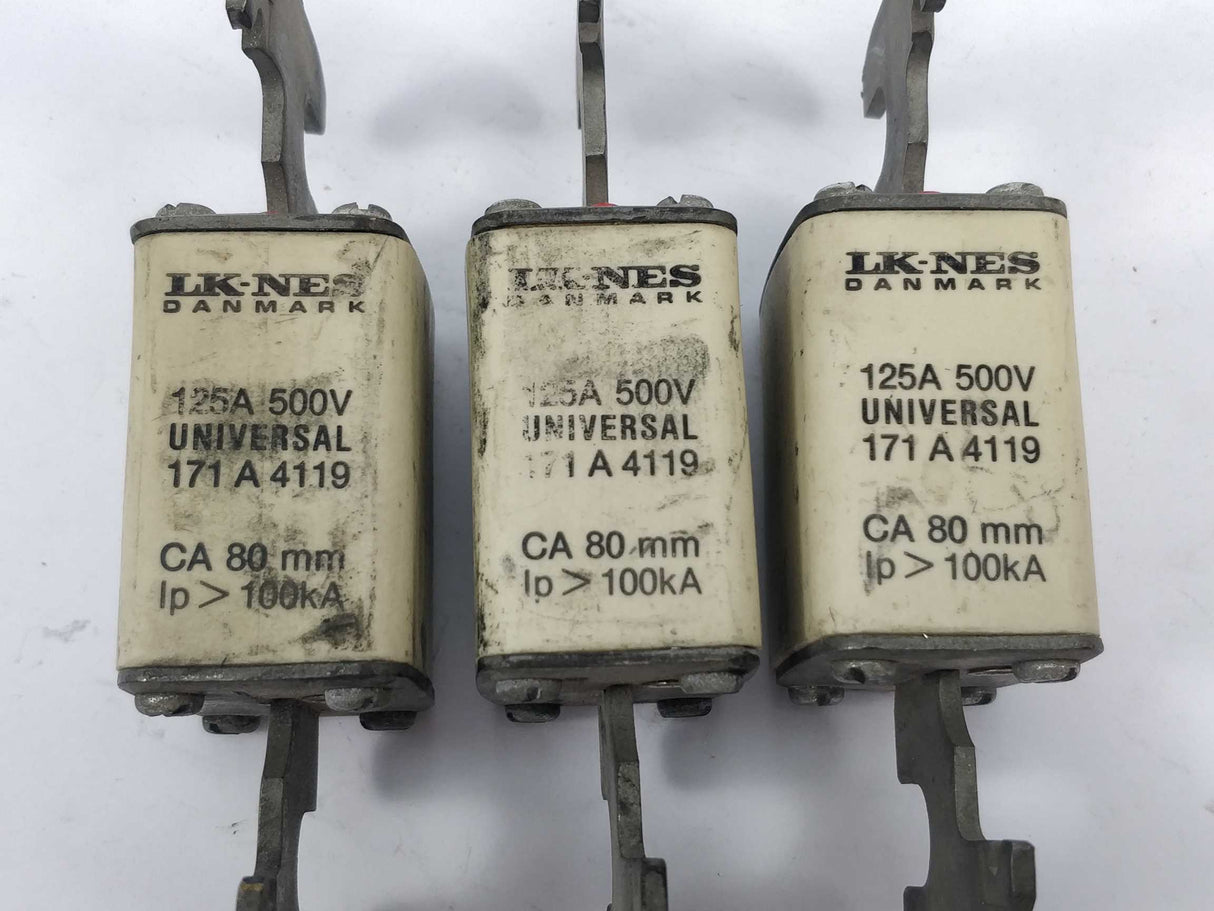 LK-NES
DANMARK
125A 500V
UNIVERSAL
171 A 4119
CA 80 mm
Ip > 100kA
LK-NES
DANMARK
125A 500V
UNIVERSAL
171 A 4119
CA 80 mm
Ip > 100kA
LK-NES
DANMARK
125A 500V
UNIVERSAL
171 A 4119
CA 80 mm
Ip > 100kA